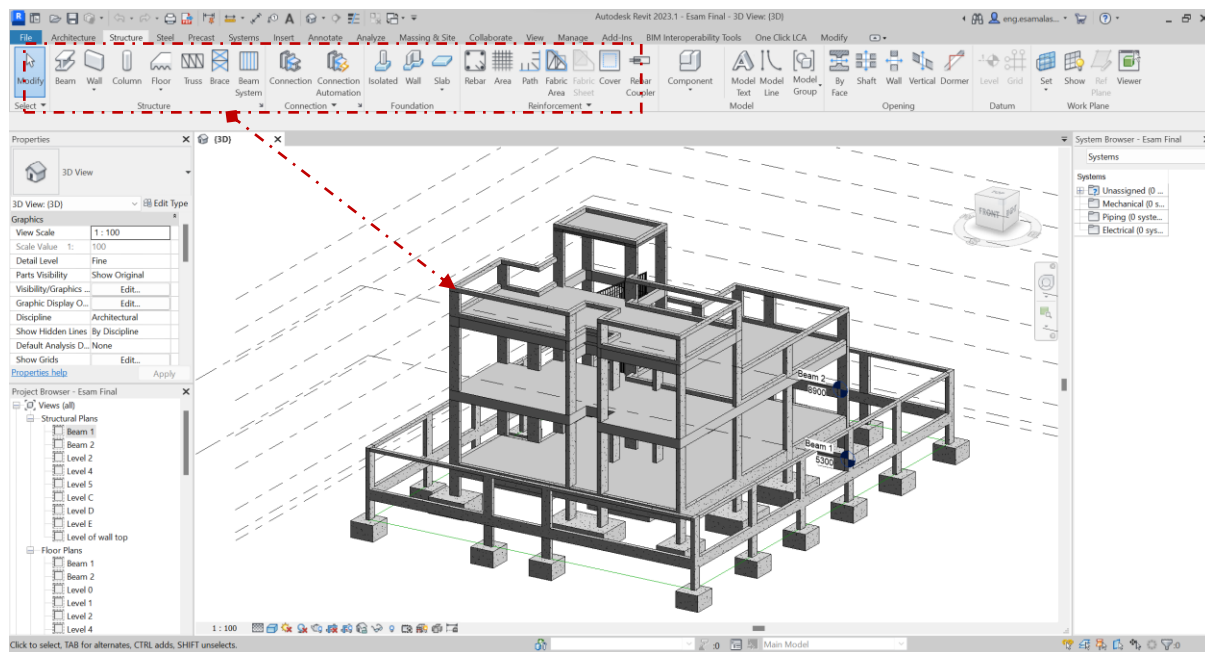 Autodesk Revit 2023.1 - Esam Final - 3D View: {3D}
eng.esamalas...
File Architecture Structure Steel Precast Systems Insert Annotate Analyze Massing & Site Collaborate View Manage Add-Ins BIM Interoperability Tools One Click LCA Modify
Modify Beam Wall Column Floor Truss Brace Beam System Connection Connection Automation Isolated Wall Slab Rebar Area Path Fabric Area Fabric Sheet Cover Rebar Coupler Component Model Text Model Line Model Group By Face Shaft Wall Vertical Dormer Level Grid Set Show Ref Plane Viewer
Select Structure Connection Foundation Reinforcement Model Opening Datum Work Plane
Properties
3D View
3D View: {3D} Edit Type
Graphics
View Scale 1 : 100
Scale Value 1: 100
Detail Level Fine
Parts Visibility Show Original
Visibility/Graphics ... Edit...
Graphic Display O... Edit...
Discipline Architectural
Show Hidden Lines By Discipline
Default Analysis D... None
Show Grids Edit...
Properties help Apply
Project Browser - Esam Final
Views (all)
Structural Plans
Beam 1
Beam 2
Level 2
Level 4
Level 5
Level C
Level D
Level E
Level of wall top
Floor Plans
Beam 1
Beam 2
Level 0
Level 1
Level 2
Level 4
{3D}
FRONT
Beam 2
8900
Beam 1
5300
System Browser - Esam Final
Systems
Systems
Unassigned (0 ...
Mechanical (0 s...
Piping (0 syste...
Electrical (0 sys...
1 : 100
Click to select, TAB for alternates, CTRL adds, SHIFT unselects.
:0
Main Model
:0